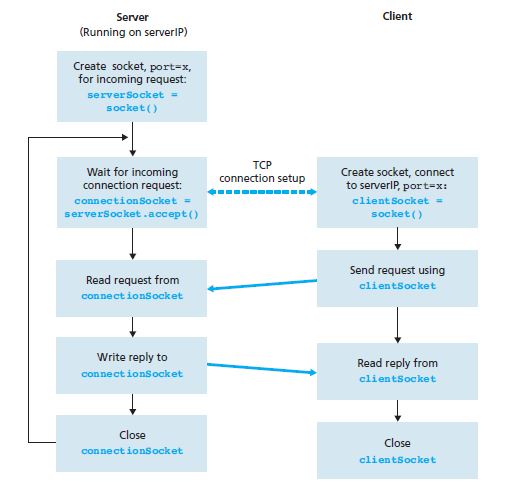 Server
(Running on serverIP)
Client
Create socket, port=x,
for incoming request:
serverSocket =
socket()
Wait for incoming
connection request:
connectionSocket =
serverSocket.accept()
TCP
connection setup
Create socket, connect
to serverIP, port=x:
clientSocket =
socket()
Read request from
connectionSocket
Send request using
clientSocket
Write reply to
connectionSocket
Read reply from
clientSocket
Close
connectionSocket
Close
clientSocket